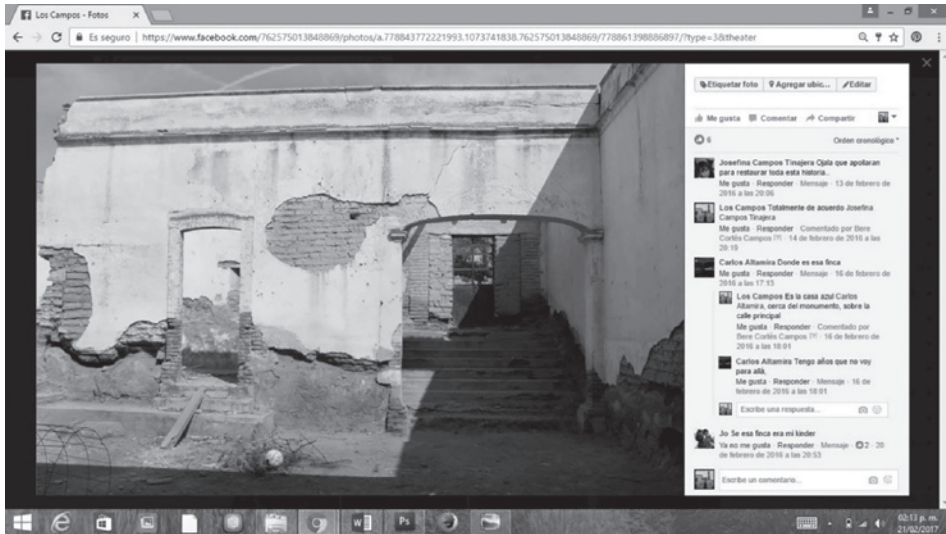 Los Campos - Fotos
Es seguro | https://www.facebook.com/762575013848869/photos/a.778843772221993.1073741838.762575013848869/778861398886897/?type=3&theater
Etiquetar foto Agregar ubic... Editar
Me gusta Comentar Compartir
6 Orden cronológico
Josefina Campos Tinajera Ojala que apollaran
para restaurar toda esta historia..
Me gusta · Responder · Mensaje · 13 de febrero de
2016 a las 20:06
Los Campos Totalmente de acuerdo Josefina
Campos Tinajera
Me gusta · Responder · Comentado por Bere
Cortés Campos [?] · 14 de febrero de 2016 a las
20:19
Carlos Altamira Donde es esa finca
Me gusta · Responder · Mensaje · 16 de febrero de
2016 a las 17:13
Los Campos Es la casa azul Carlos
Altamira, cerca del monumento, sobre la
calle principal
Me gusta · Responder · Comentado por
Bere Cortés Campos [?] · 16 de febrero de
2016 a las 18:01
Carlos Altamira Tengo años que no voy
para allá,
Me gusta · Responder · Mensaje · 16 de
febrero de 2016 a las 18:01
Escribe una respuesta...
Jo Se esa finca era mi kinder
Ya no me gusta · Responder · Mensaje · 2 · 20
de febrero de 2016 a las 20:53
Escribe un comentario...
W
Ps
02:13 p. m.
21/02/2017